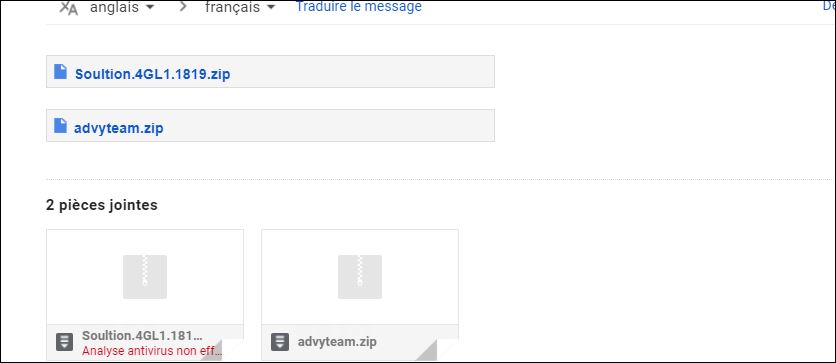 anglais français Traduire le message
Soultion.4GL1.1819.zip
advyteam.zip
2 pièces jointes
Soultion.4GL1.181...
Analyse antivirus non eff...
advyteam.zip